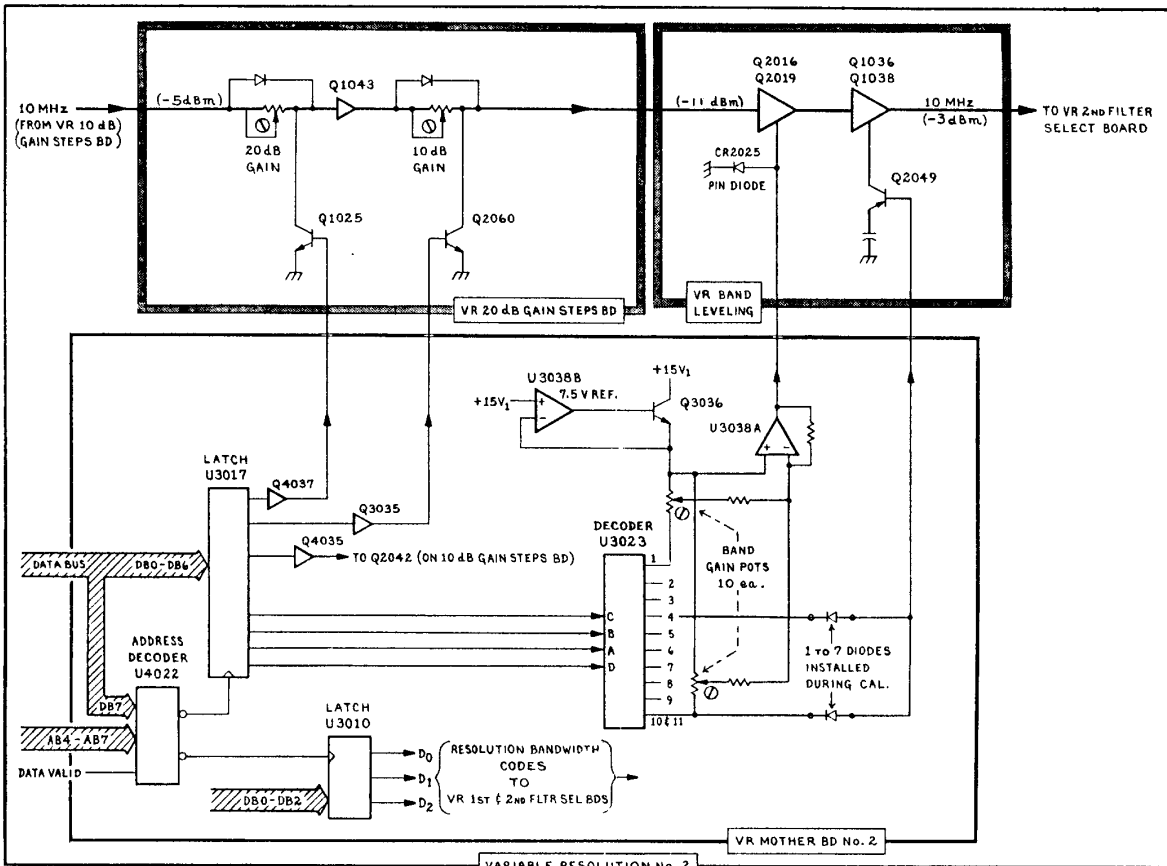 10 MHz
(FROM VR 10 dB)
(GAIN STEPS BD)
(-5dBm)
20 dB
GAIN
Q1043
10 dB
GAIN
Q1025
Q2060
VR 20 dB GAIN STEPS BD
(-11 dBm)
Q2016
Q2019
Q1036
Q1038
10 MHz
(-3dBm)
TO VR 2ND FILTER
SELECT BOARD
CR2025
PIN DIODE
Q2049
VR BAND
LEVELING
U3038B
7.5 V REF.
+15V1
+15V1
Q3036
U3038A
LATCH
U3017
Q4037
Q3035
Q4035
TO Q2042 (ON 10 dB GAIN STEPS BD)
DECODER
U3023
BAND
GAIN POTS
10 ea.
C
B
A
D
1
2
3
4
5
6
7
8
9
10 & 11
1 TO 7 DIODES
INSTALLED
DURING CAL.
DATA BUS
DB0-DB6
ADDRESS
DECODER
U4022
DB7
AB4-AB7
DATA VALID
LATCH
U3010
DB0-DB2
D0
D1
D2
RESOLUTION BANDWIDTH
CODES
TO
VR 1ST & 2ND FLTR SEL BDS
VR MOTHER BD No. 2
VARIABLE RESOLUTION No. 2